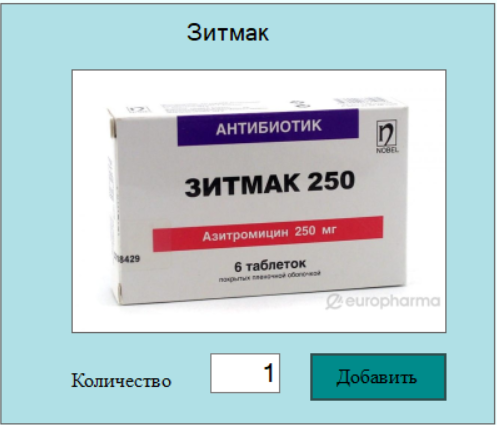 Зитмак
АНТИБИОТИК
NOBEL
ЗИТМАК 250
Азитромицин 250 мг
8429
6 таблеток
покрытых пленочной оболочкой
europharma
Количество
1
Добавить